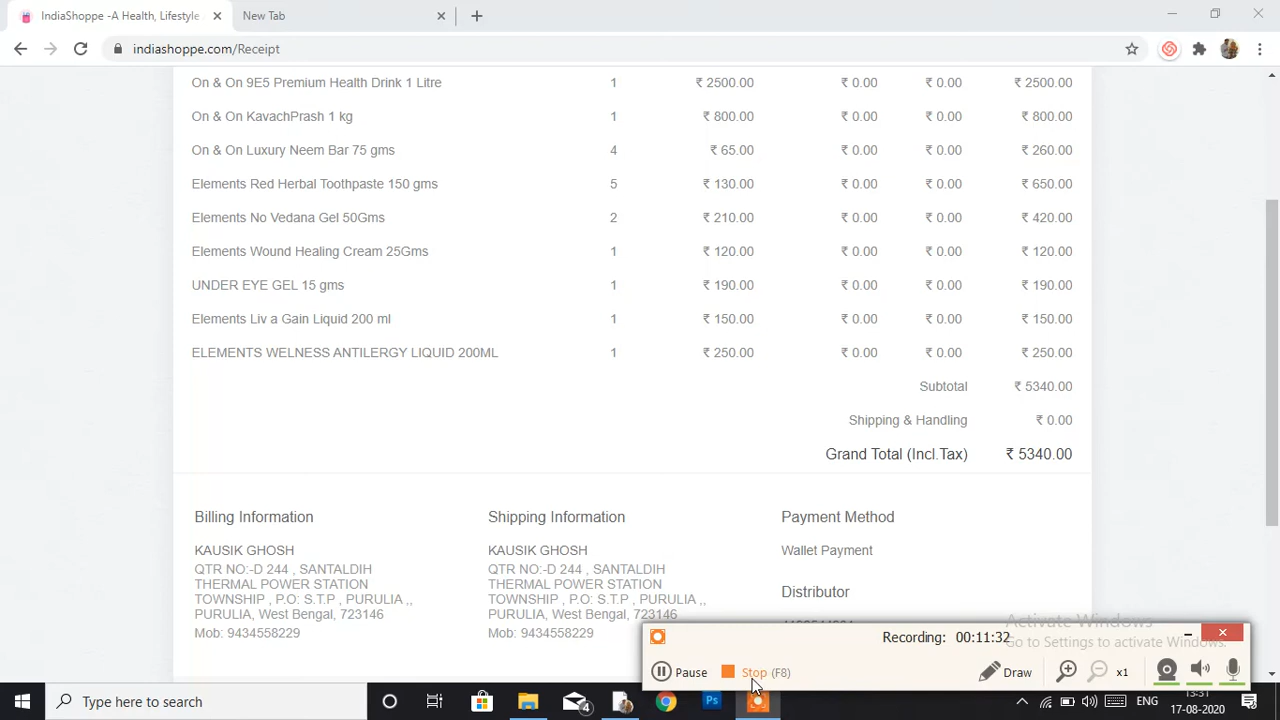 IndiaShoppe -A Health, Lifestyle
New Tab
indiashoppe.com/Receipt
On & On 9E5 Premium Health Drink 1 Litre 1 ₹ 2500.00 ₹ 0.00 ₹ 0.00 ₹ 2500.00
On & On KavachPrash 1 kg 1 ₹ 800.00 ₹ 0.00 ₹ 0.00 ₹ 800.00
On & On Luxury Neem Bar 75 gms 4 ₹ 65.00 ₹ 0.00 ₹ 0.00 ₹ 260.00
Elements Red Herbal Toothpaste 150 gms 5 ₹ 130.00 ₹ 0.00 ₹ 0.00 ₹ 650.00
Elements No Vedana Gel 50Gms 2 ₹ 210.00 ₹ 0.00 ₹ 0.00 ₹ 420.00
Elements Wound Healing Cream 25Gms 1 ₹ 120.00 ₹ 0.00 ₹ 0.00 ₹ 120.00
UNDER EYE GEL 15 gms 1 ₹ 190.00 ₹ 0.00 ₹ 0.00 ₹ 190.00
Elements Liv a Gain Liquid 200 ml 1 ₹ 150.00 ₹ 0.00 ₹ 0.00 ₹ 150.00
ELEMENTS WELNESS ANTILERGY LIQUID 200ML 1 ₹ 250.00 ₹ 0.00 ₹ 0.00 ₹ 250.00
Subtotal ₹ 5340.00
Shipping & Handling ₹ 0.00
Grand Total (Incl.Tax) ₹ 5340.00
Billing Information
KAUSIK GHOSH
QTR NO:-D 244 , SANTALDIH
THERMAL POWER STATION
TOWNSHIP , P.O: S.T.P , PURULIA ,,
PURULIA, West Bengal, 723146
Mob: 9434558229
Shipping Information
KAUSIK GHOSH
QTR NO:-D 244 , SANTALDIH
THERMAL POWER STATION
TOWNSHIP , P.O: S.T.P , PURULIA ,,
PURULIA, West Bengal, 723146
Mob: 9434558229
Payment Method
Wallet Payment
Distributor
Activate Windows
Go to Settings to activate Windows.
Recording: 00:11:32
Pause Stop (F8) Draw x1
Type here to search
4
Ps
ENG
13:31
17-08-2020